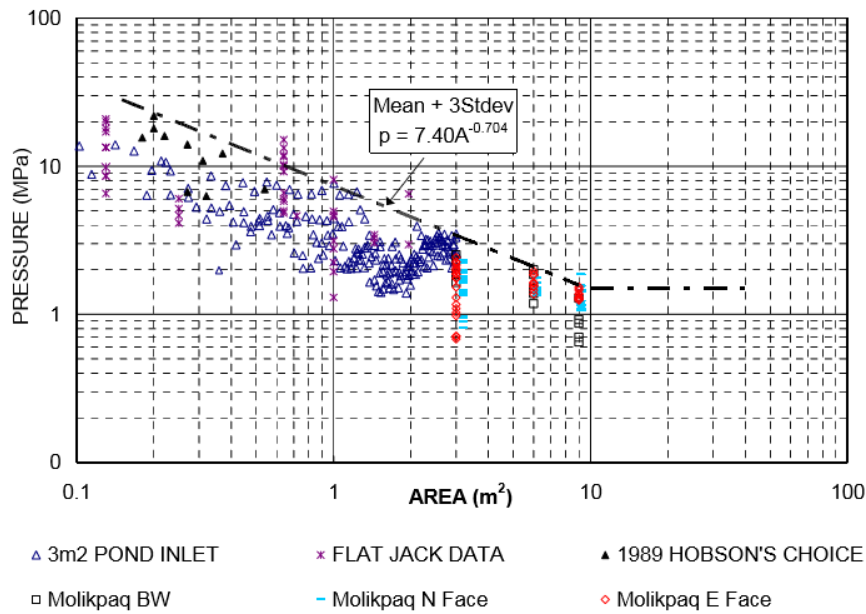 100
Mean + 3Stdev
p = 7.40A^-0.704
10
PRESSURE (MPa)
1
0
0.1 1 10 100
AREA (m²)
3m2 POND INLET FLAT JACK DATA 1989 HOBSON'S CHOICE
Molikpaq BW Molikpaq N Face Molikpaq E Face